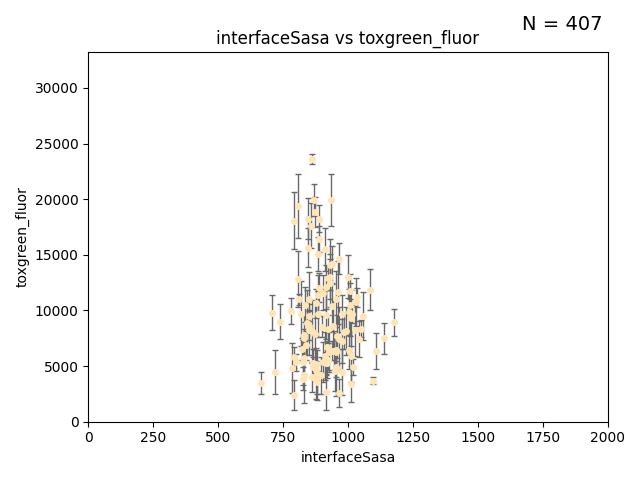 N = 407
interfaceSasa vs toxgreen_fluor
30000
25000
20000
15000
10000
5000
0
toxgreen_fluor
0 250 500 750 1000 1250 1500 1750 2000
interfaceSasa